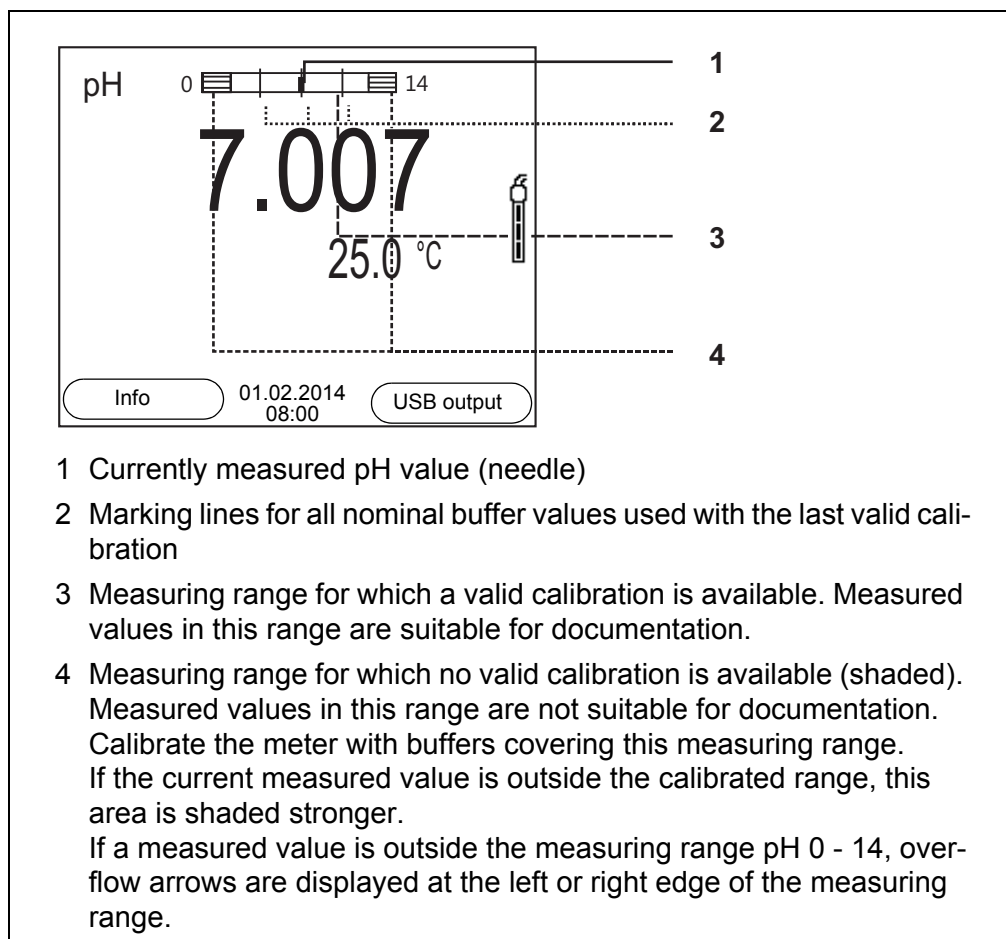 1
pH 0 14
2
7.007
3
25.0 °C
4
Info 01.02.2014 USB output
08:00
1 Currently measured pH value (needle)
2 Marking lines for all nominal buffer values used with the last valid cali-
bration
3 Measuring range for which a valid calibration is available. Measured
values in this range are suitable for documentation.
4 Measuring range for which no valid calibration is available (shaded).
Measured values in this range are not suitable for documentation.
Calibrate the meter with buffers covering this measuring range.
If the current measured value is outside the calibrated range, this
area is shaded stronger.
If a measured value is outside the measuring range pH 0 - 14, over-
flow arrows are displayed at the left or right edge of the measuring
range.